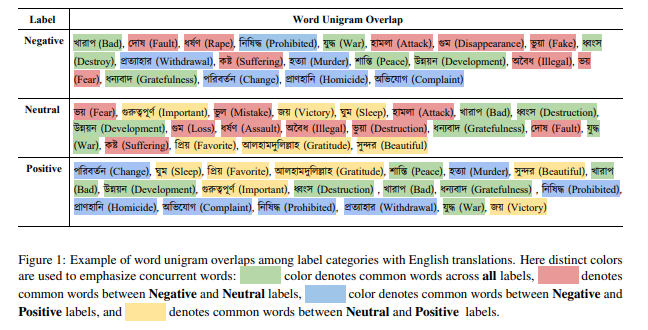 Label Word Unigram Overlap
Negative খারাপ (Bad), দোষ (Fault), ধর্ষণ (Rape), নিষিদ্ধ (Prohibited), যুদ্ধ (War), হামলা (Attack), গুম (Disappearance), ভুয়া (Fake), ধ্বংস
(Destroy), প্রত্যাহার (Withdrawal), কষ্ট (Suffering), হত্যা (Murder), শান্তি (Peace), উন্নয়ন (Development), অবৈধ (Illegal), ভয়
(Fear), ধন্যবাদ (Gratefulness), পরিবর্তন (Change), প্রাণহানি (Homicide), অভিযোগ (Complaint)
Neutral ভয় (Fear), গুরুত্বপূর্ণ (Important), ভুল (Mistake), জয় (Victory), ঘুম (Sleep), হামলা (Attack), খারাপ (Bad), ধ্বংস (Destruction),
উন্নয়ন (Development), গুম (Loss), ধর্ষণ (Assault), অবৈধ (Illegal), ভুয়া (Destruction), ধন্যবাদ (Gratefulness), দোষ (Fault), যুদ্ধ
(War), কষ্ট (Suffering), প্রিয় (Favorite), আলহামদুলিল্লাহ (Gratitude), সুন্দর (Beautiful)
Positive পরিবর্তন (Change), ঘুম (Sleep), প্রিয় (Favorite), আলহামদুলিল্লাহ (Gratitude), শান্তি (Peace), হত্যা (Murder), সুন্দর (Beautiful), খারাপ
(Bad), উন্নয়ন (Development), গুরুত্বপূর্ণ (Important), ধ্বংস (Destruction) , খারাপ (Bad), ধন্যবাদ (Gratefulness) , নিষিদ্ধ (Prohibited),
প্রাণহানি (Homicide), অভিযোগ (Complaint), নিষিদ্ধ (Prohibited), প্রত্যাহার (Withdrawal), যুদ্ধ (War), জয় (Victory)
Figure 1: Example of word unigram overlaps among label categories with English translations. Here distinct colors
are used to emphasize concurrent words: color denotes common words across all labels, denotes
common words between Negative and Neutral labels, color denotes common words between Negative and
Positive labels, and denotes common words between Neutral and Positive labels.